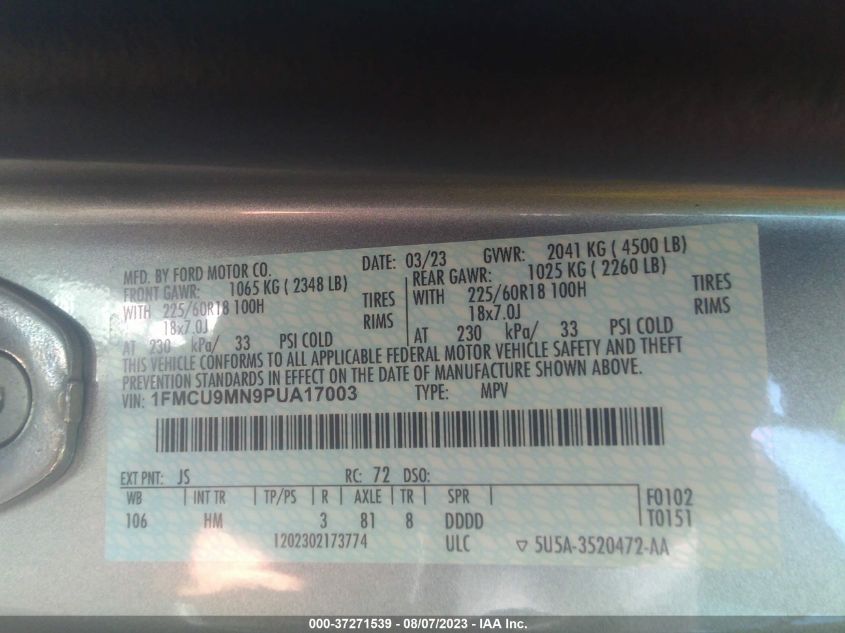 MFD. BY FORD MOTOR CO. DATE: 03/23 GVWR: 2041 KG ( 4500 LB)
FRONT GAWR: 1065 KG ( 2348 LB) REAR GAWR: 1025 KG ( 2260 LB)
WITH 225/60R18 100H TIRES WITH 225/60R18 100H TIRES
18x7.0J RIMS 18x7.0J RIMS
AT 230 kPa/ 33 PSI COLD AT 230 kPa/ 33 PSI COLD
THIS VEHICLE CONFORMS TO ALL APPLICABLE FEDERAL MOTOR VEHICLE SAFETY AND THEFT
PREVENTION STANDARDS IN EFFECT ON THE DATE OF MANUFACTURE SHOWN ABOVE.
VIN: 1FMCU9MN9PUA17003 TYPE: MPV
EXT PNT: JS RC: 72 DSO:
WB INT TR TP/PS R AXLE TR SPR F0102
106 HM 3 81 8 DDDD T0151
1202302173774 ULC ▽ 5U5A-3520472-AA
000-37271539 - 08/07/2023 - IAA Inc.